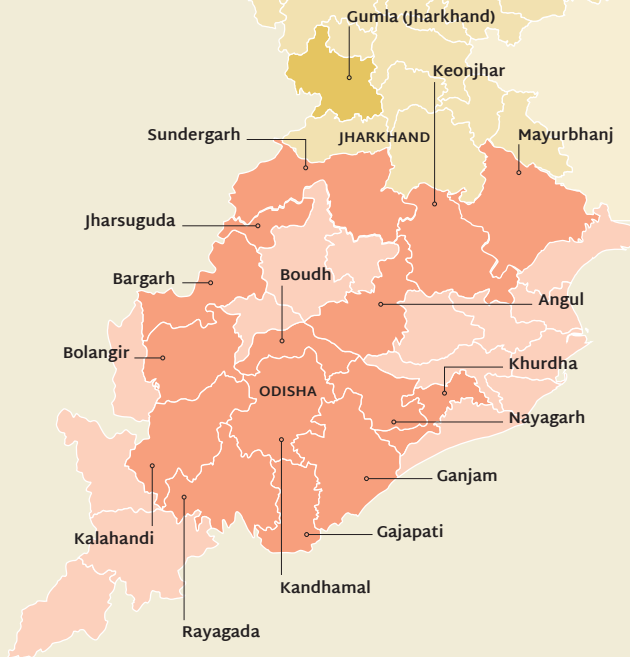 Gumla (Jharkhand)
Keonjhar
Sundergarh
JHARKHAND
Mayurbhanj
Jharsuguda
Bargarh
Boudh
Angul
Bolangir
Khurdha
ODISHA
Nayagarh
Ganjam
Kalahandi
Gajapati
Kandhamal
Rayagada